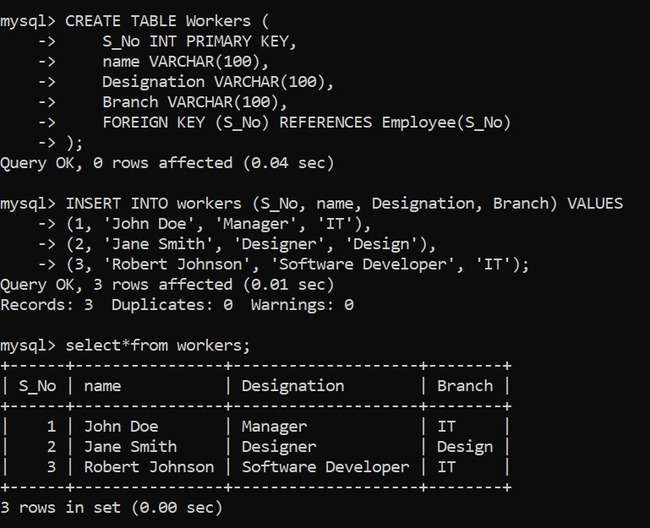 mysql> CREATE TABLE Workers (
    ->     S_No INT PRIMARY KEY,
    ->     name VARCHAR(100),
    ->     Designation VARCHAR(100),
    ->     Branch VARCHAR(100),
    ->     FOREIGN KEY (S_No) REFERENCES Employee(S_No)
    -> );
Query OK, 0 rows affected (0.04 sec)

mysql> INSERT INTO workers (S_No, name, Designation, Branch) VALUES
    -> (1, 'John Doe', 'Manager', 'IT'),
    -> (2, 'Jane Smith', 'Designer', 'Design'),
    -> (3, 'Robert Johnson', 'Software Developer', 'IT');
Query OK, 3 rows affected (0.01 sec)
Records: 3  Duplicates: 0  Warnings: 0

mysql> select*from workers;
+------+----------------+--------------------+--------+
| S_No | name           | Designation        | Branch |
+------+----------------+--------------------+--------+
|    1 | John Doe       | Manager            | IT     |
|    2 | Jane Smith     | Designer           | Design |
|    3 | Robert Johnson | Software Developer | IT     |
+------+----------------+--------------------+--------+
3 rows in set (0.00 sec)